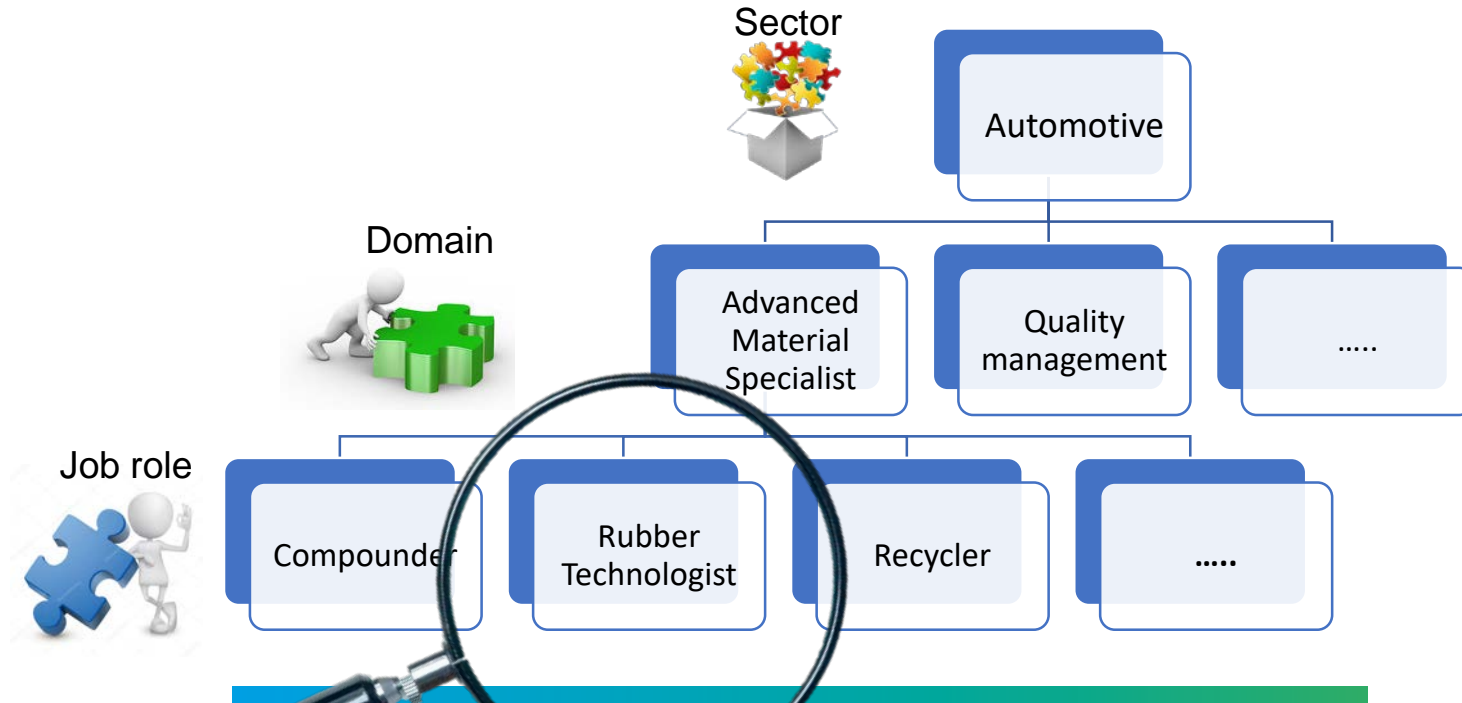 Sector
Automotive
Domain
Advanced
Material
Specialist
Quality
management
.....
Job role
Compounder
Rubber
Technologist
Recycler
.....